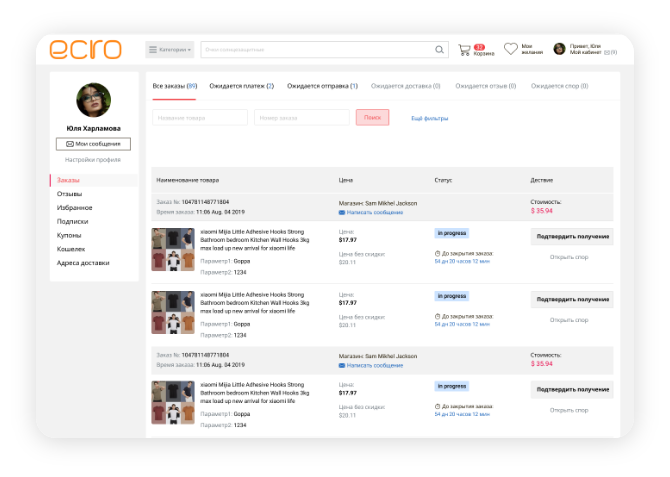 ecro
Категории
Очки солнцезащитные
32
Корзина
Мои
желания
Привет, Юля
Мой кабинет (9)
Юля Харламова
Мои сообщения
Настройки профиля
Заказы
Отзывы
Избранное
Подписки
Купоны
Кошелек
Адреса доставки
Все заказы (89) Ожидается платеж (2) Ожидается отправка (1) Ожидается доставка (0) Ожидается отзыв (0) Ожидается спор (0)
Название товара Номер заказа Поиск Ещё фильтры
Наименование товара Цена Статус Дествие
Заказ №: 104781148771804
Время заказа: 11:06 Aug. 04 2019
Магазин: Sam Mikhel Jackson
Написать сообщение
Стоимость:
$ 35.94
xiaomi Mijia Little Adhesive Hooks Strong
Bathroom bedroom Kitchen Wall Hooks 3kg
max load up new arrival for xiaomi life
Параметр1: Goppa
Параметр2: 1234
Цена:
$17.97
Цена без скидки:
$20.11
in progress
До закрытия заказа:
54 дн 20 часов 12 мин
Подтвердить получение
Открыть спор
xiaomi Mijia Little Adhesive Hooks Strong
Bathroom bedroom Kitchen Wall Hooks 3kg
max load up new arrival for xiaomi life
Параметр1: Goppa
Параметр2: 1234
Цена:
$17.97
Цена без скидки:
$20.11
in progress
До закрытия заказа:
54 дн 20 часов 12 мин
Подтвердить получение
Открыть спор
Заказ №: 104781148771804
Время заказа: 11:06 Aug. 04 2019
Магазин: Sam Mikhel Jackson
Написать сообщение
Стоимость:
$ 35.94
xiaomi Mijia Little Adhesive Hooks Strong
Bathroom bedroom Kitchen Wall Hooks 3kg
max load up new arrival for xiaomi life
Параметр1: Goppa
Параметр2: 1234
Цена:
$17.97
Цена без скидки:
$20.11
in progress
До закрытия заказа:
54 дн 20 часов 12 мин
Подтвердить получение
Открыть спор